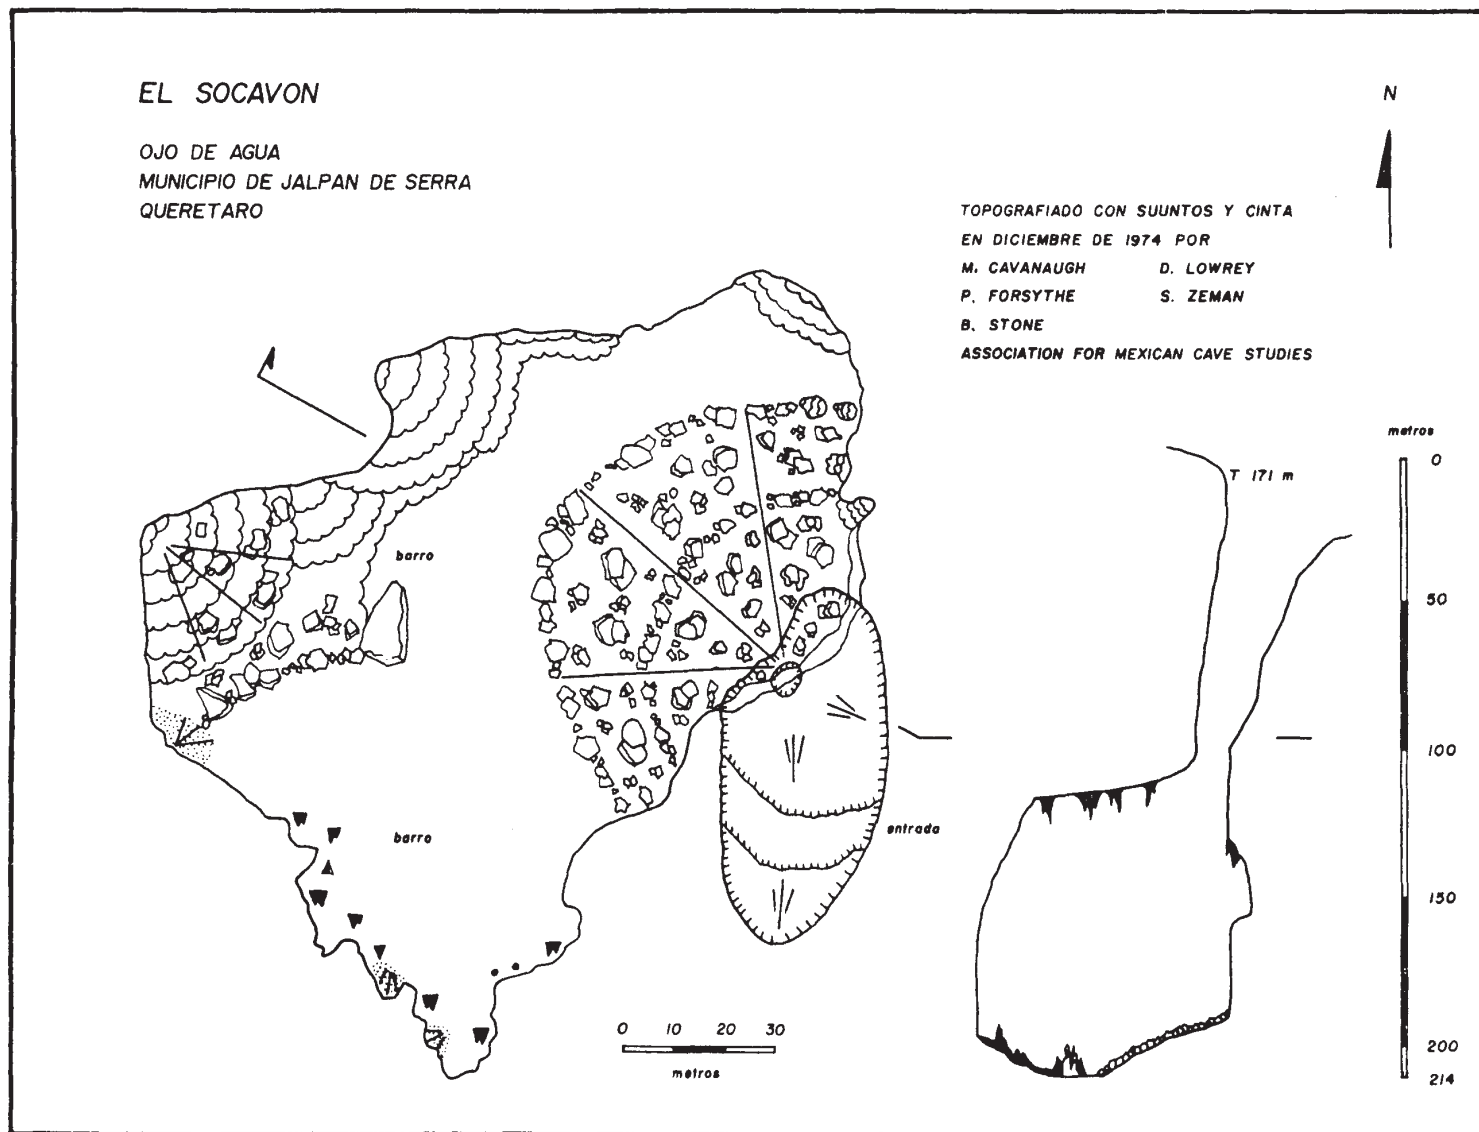 EL SOCAVON
OJO DE AGUA
MUNICIPIO DE JALPAN DE SERRA
QUERETARO
N
TOPOGRAFIADO CON SUUNTOS Y CINTA
EN DICIEMBRE DE 1974 POR
M. CAVANAUGH D. LOWREY
P. FORSYTHE S. ZEMAN
B. STONE
ASSOCIATION FOR MEXICAN CAVE STUDIES
metros
0
T 171 m
barro
50
100
barro
entrada
150
0 10 20 30
metros
200
214